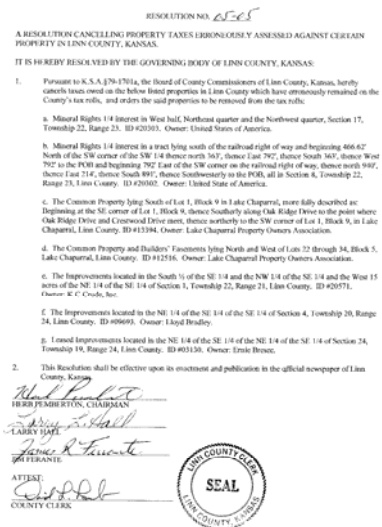 RESOLUTION NO. 05-05
A RESOLUTION CANCELLING PROPERTY TAXES ERRONEOUSLY ASSESSED AGAINST CERTAIN
PROPERTY IN LINN COUNTY, KANSAS.
IT IS HEREBY RESOLVED BY THE GOVERNING BODY OF LINN COUNTY, KANSAS:
1. Pursuant to K.S.A.§79-1701a, the Board of County Commissioners of Linn County, Kansas, hereby
cancels taxes owed on the below listed properties in Linn County which have erroneously remained on the
County's tax rolls, and orders the said properties to be removed from the tax rolls:
a. Mineral Rights 1/4 interest in West half, Northeast quarter and the Northwest quarter, Section 17,
Township 22, Range 23. ID #20303. Owner: United States of America.
b. Mineral Rights 1/4 interest in a tract lying south of the railroad right of way and beginning 466.62'
North of the SW corner of the SW 1/4 thence north 363', thence East 792', thence South 363', thence West
792' to the POB and beginning 792' East of the SW corner on the railroad right of way, thence north 940',
thence East 214', thence South 891', thence Southwesterly to the POB, all in Section 8, Township 22,
Range 23, Linn County. ID #20302. Owner: United State of America.
c. The Common Property lying South of Lot 1, Block 9 in Lake Chaparral, more fully described as:
Beginning at the SE corner of Lot 1, Block 9, thence Southerly along Oak Ridge Drive to the point where
Oak Ridge Drive and Crestwood Drive meet, thence northerly to the SW corner of Lot 1, Block 9, in Lake
Chaparral, Linn County. ID #13394. Owner: Lake Chaparral Property Owners Association.
d. The Common Property and Builders' Easements lying North and West of Lots 22 through 34, Block 5,
Lake Chaparral, Linn County. ID #12516. Owner: Lake Chaparral Property Owners Association.
e. The Improvements located in the South ½ of the SE 1/4 and the NW 1/4 of the SE 1/4 and the West 15
acres of the NE 1/4 of the SE 1/4 of Section 1, Township 22, Range 21, Linn County. ID #20571.
Owner: K C Crude, Inc.
f. The Improvements located in the NE 1/4 of the SE 1/4 of the SE 1/4 of Section 4, Township 20, Range
24, Linn County. ID #09693. Owner: Lloyd Bradley.
g. Leased Improvements located in the NE 1/4 of the SE 1/4 of the NE 1/4 of the SE 1/4 of Section 24,
Township 19, Range 24, Linn County. ID #05130. Owner: Ernie Brosee.
2. This Resolution shall be effective upon its enactment and publication in the official newspaper of Linn
County, Kansas.
HERB PEMBERTON, CHAIRMAN
Larry L. Hall
LARRY HALL
James R Ferrante
JIM FERANTE
ATTEST:
COUNTY CLERK
LINN COUNTY CLERK
SEAL
LINN COUNTY, KANSAS